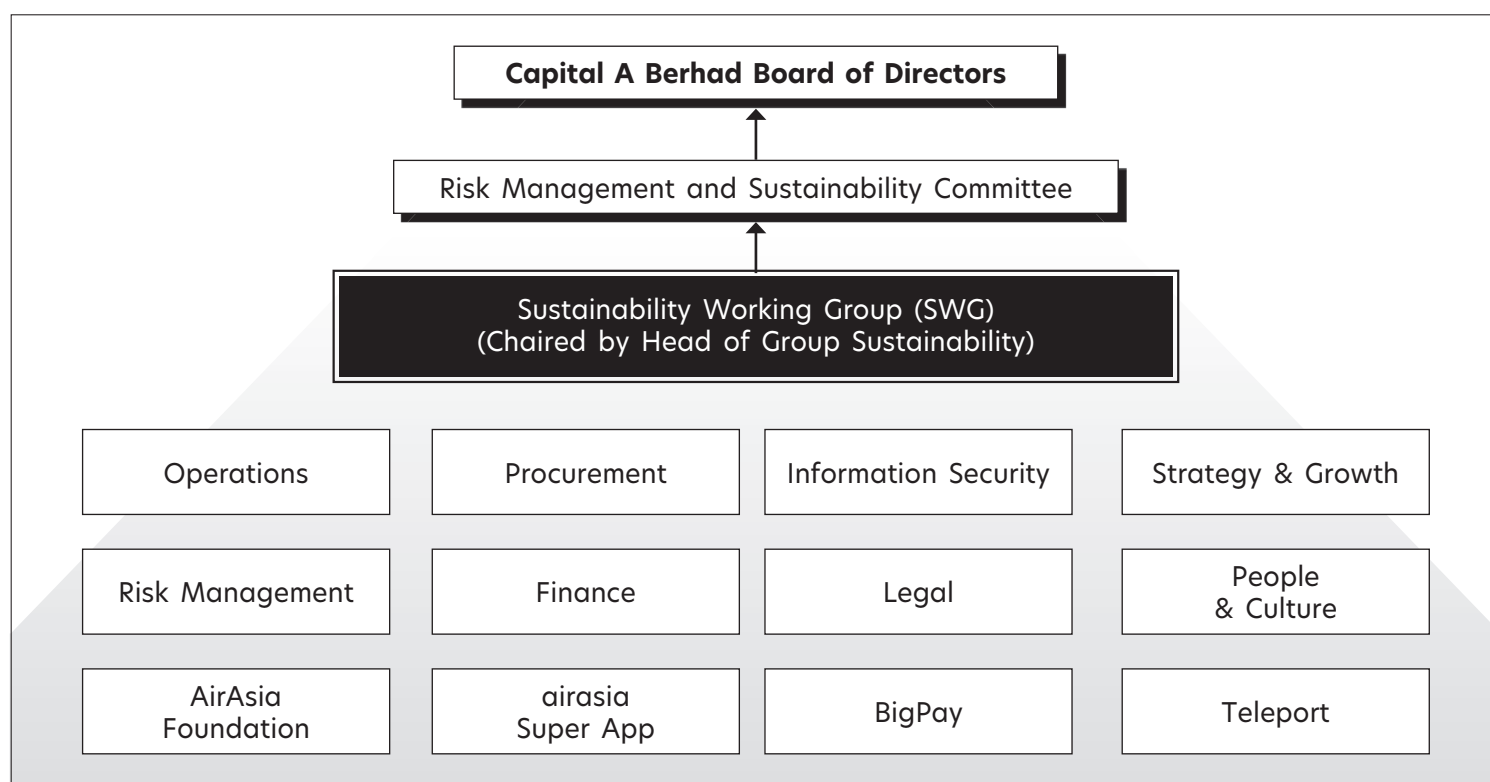 Capital A Berhad Board of Directors
Risk Management and Sustainability Committee
Sustainability Working Group (SWG)
(Chaired by Head of Group Sustainability)
Operations
Procurement
Information Security
Strategy & Growth
Risk Management
Finance
Legal
People
& Culture
AirAsia
Foundation
airasia
Super App
BigPay
Teleport